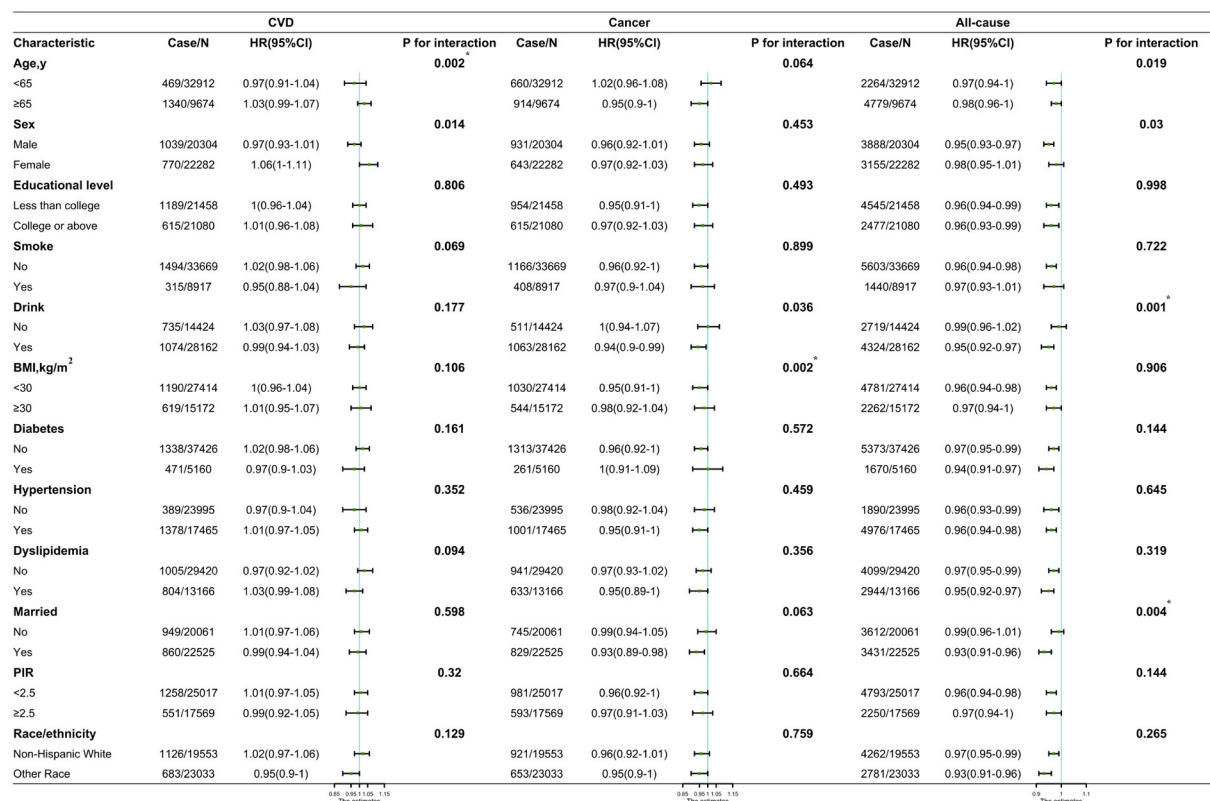 CVD Cancer All-cause
Characteristic Case/N HR(95%CI) P for interaction Case/N HR(95%CI) P for interaction Case/N HR(95%CI) P for interaction
Age,y 0.002* 0.064 0.019
<65 469/32912 0.97(0.91-1.04) 660/32912 1.02(0.96-1.08) 2264/32912 0.97(0.94-1)
≥65 1340/9674 1.03(0.99-1.07) 914/9674 0.95(0.9-1) 4779/9674 0.98(0.96-1)
Sex 0.014 0.453 0.03
Male 1039/20304 0.97(0.93-1.01) 931/20304 0.96(0.92-1.01) 3888/20304 0.95(0.93-0.97)
Female 770/22282 1.06(1-1.11) 643/22282 0.97(0.92-1.03) 3155/22282 0.98(0.95-1.01)
Educational level 0.806 0.493 0.998
Less than college 1189/21458 1(0.96-1.04) 954/21458 0.95(0.91-1) 4545/21458 0.96(0.94-0.99)
College or above 615/21080 1.01(0.96-1.08) 615/21080 0.97(0.92-1.03) 2477/21080 0.96(0.93-0.99)
Smoke 0.069 0.899 0.722
No 1494/33669 1.02(0.98-1.06) 1166/33669 0.96(0.92-1) 5603/33669 0.96(0.94-0.98)
Yes 315/8917 0.95(0.88-1.04) 408/8917 0.97(0.9-1.04) 1440/8917 0.97(0.93-1.01)
Drink 0.177 0.036 0.001*
No 735/14424 1.03(0.97-1.08) 511/14424 1(0.94-1.07) 2719/14424 0.99(0.96-1.02)
Yes 1074/28162 0.99(0.94-1.03) 1063/28162 0.94(0.9-0.99) 4324/28162 0.95(0.92-0.97)
BMI,kg/m² 0.106 0.002* 0.906
<30 1190/27414 1(0.96-1.04) 1030/27414 0.95(0.91-1) 4781/27414 0.96(0.94-0.98)
≥30 619/15172 1.01(0.95-1.07) 544/15172 0.98(0.92-1.04) 2262/15172 0.97(0.94-1)
Diabetes 0.161 0.572 0.144
No 1338/37426 1.02(0.98-1.06) 1313/37426 0.96(0.92-1) 5373/37426 0.97(0.95-0.99)
Yes 471/5160 0.97(0.9-1.03) 261/5160 1(0.91-1.09) 1670/5160 0.94(0.91-0.97)
Hypertension 0.352 0.459 0.645
No 389/23995 0.97(0.9-1.04) 536/23995 0.98(0.92-1.04) 1890/23995 0.96(0.93-0.99)
Yes 1378/17465 1.01(0.97-1.05) 1001/17465 0.95(0.91-1) 4976/17465 0.96(0.94-0.98)
Dyslipidemia 0.094 0.356 0.319
No 1005/29420 0.97(0.92-1.02) 941/29420 0.97(0.93-1.02) 4099/29420 0.97(0.95-0.99)
Yes 804/13166 1.03(0.99-1.08) 633/13166 0.95(0.89-1) 2944/13166 0.95(0.92-0.97)
Married 0.598 0.063 0.004*
No 949/20061 1.01(0.97-1.06) 745/20061 0.99(0.94-1.05) 3612/20061 0.99(0.96-1.01)
Yes 860/22525 0.99(0.94-1.04) 829/22525 0.93(0.89-0.98) 3431/22525 0.93(0.91-0.96)
PIR 0.32 0.664 0.144
<2.5 1258/25017 1.01(0.97-1.05) 981/25017 0.96(0.92-1) 4793/25017 0.96(0.94-0.98)
≥2.5 551/17569 0.99(0.92-1.05) 593/17569 0.97(0.91-1.03) 2250/17569 0.97(0.94-1)
Race/ethnicity 0.129 0.759 0.265
Non-Hispanic White 1126/19553 1.02(0.97-1.06) 921/19553 0.96(0.92-1.01) 4262/19553 0.97(0.95-0.99)
Other Race 683/23033 0.95(0.9-1) 653/23033 0.95(0.9-1) 2781/23033 0.93(0.91-0.96)
0.85 0.95 1 1.05 1.15 0.85 0.95 1 1.05 1.15 0.9 1 1.1
The estimates The estimates The estimates